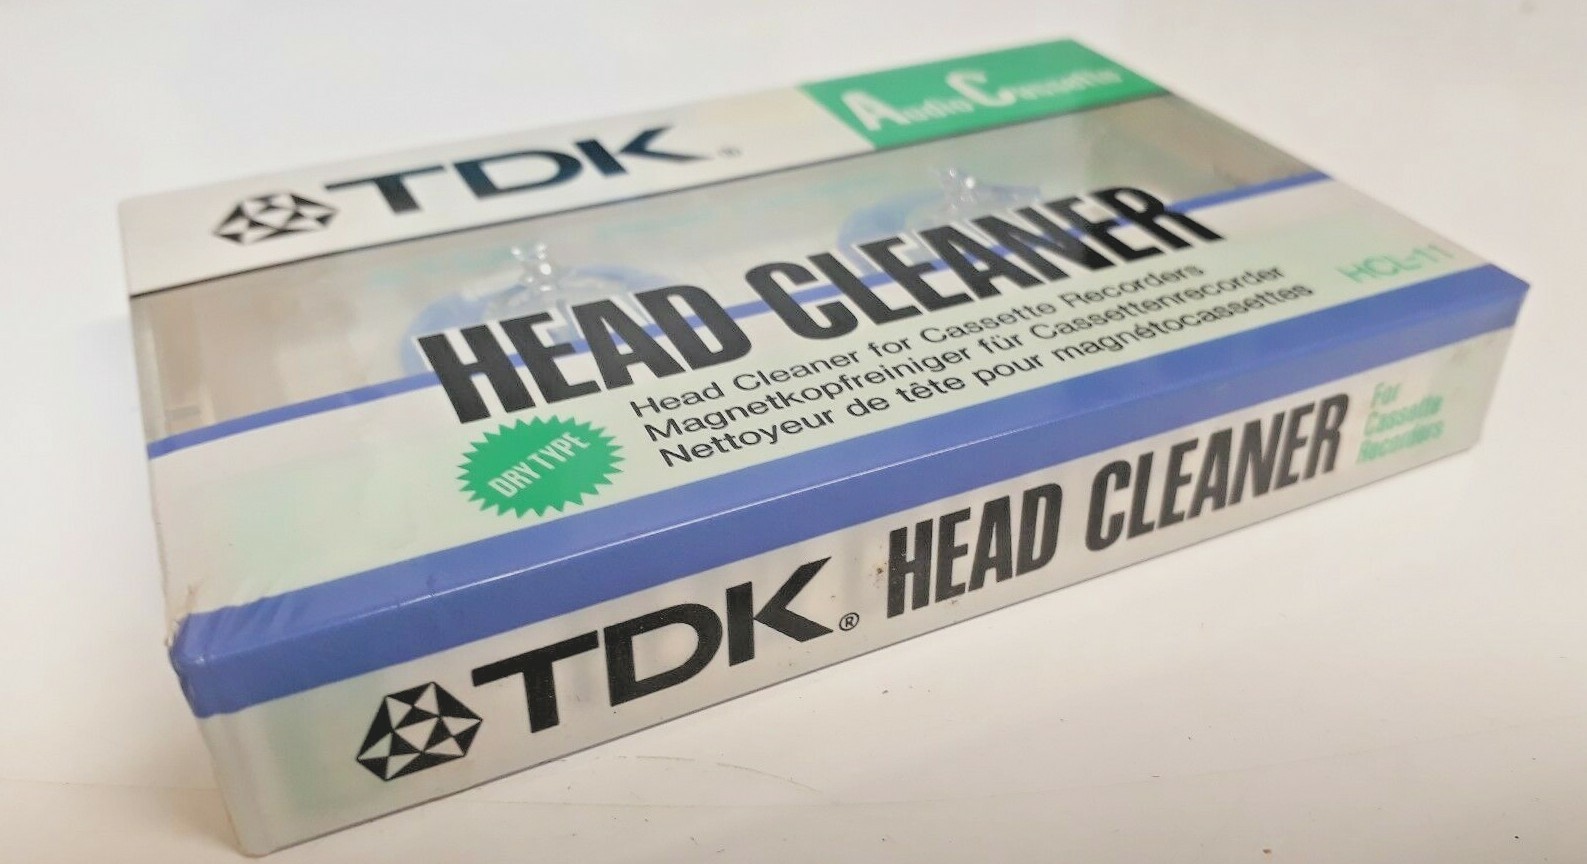 TDK®
Audio Cassette
HEAD CLEANER
Head Cleaner for Cassette Recorders
Magnetkopfreiniger für Cassettenrecorder
Nettoyeur de tête pour magnétocassettes
HCL-11
DRY TYPE
TDK® HEAD CLEANER
For
Cassette
Recorders